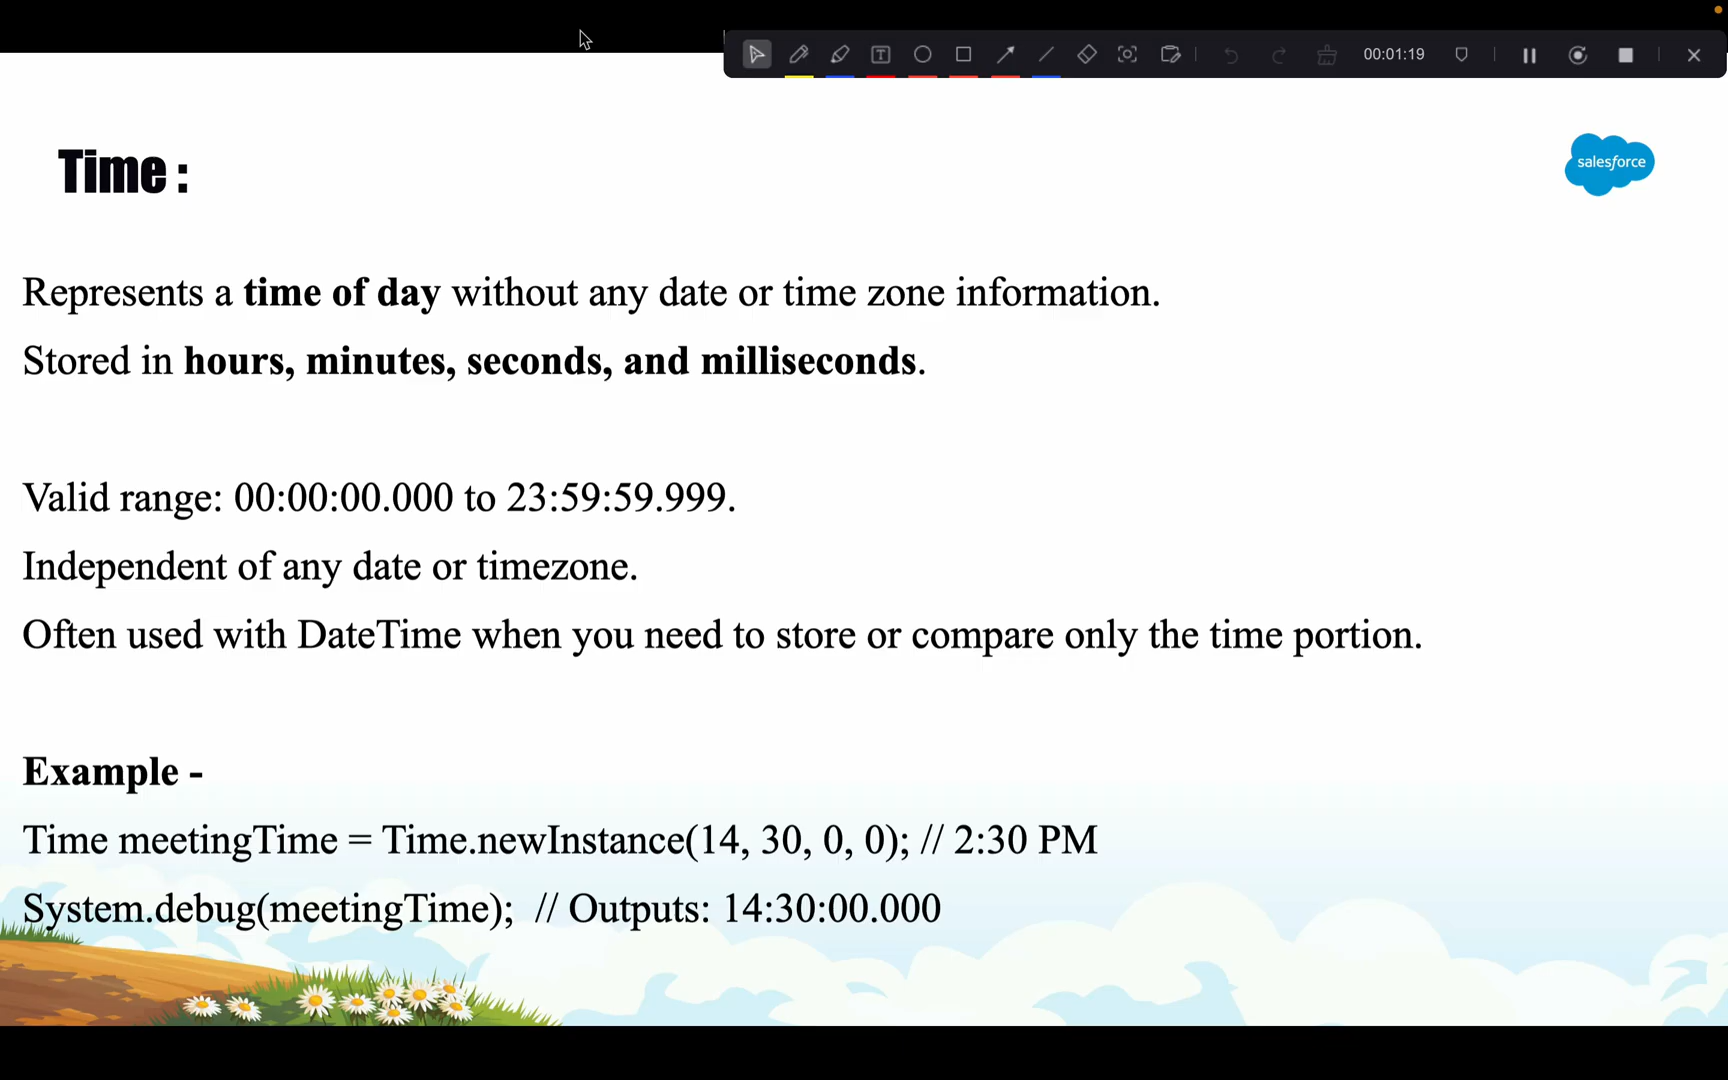 00:01:19
Time :
salesforce
Represents a time of day without any date or time zone information.
Stored in hours, minutes, seconds, and milliseconds.
Valid range: 00:00:00.000 to 23:59:59.999.
Independent of any date or timezone.
Often used with DateTime when you need to store or compare only the time portion.
Example -
Time meetingTime = Time.newInstance(14, 30, 0, 0); // 2:30 PM
System.debug(meetingTime);  // Outputs: 14:30:00.000